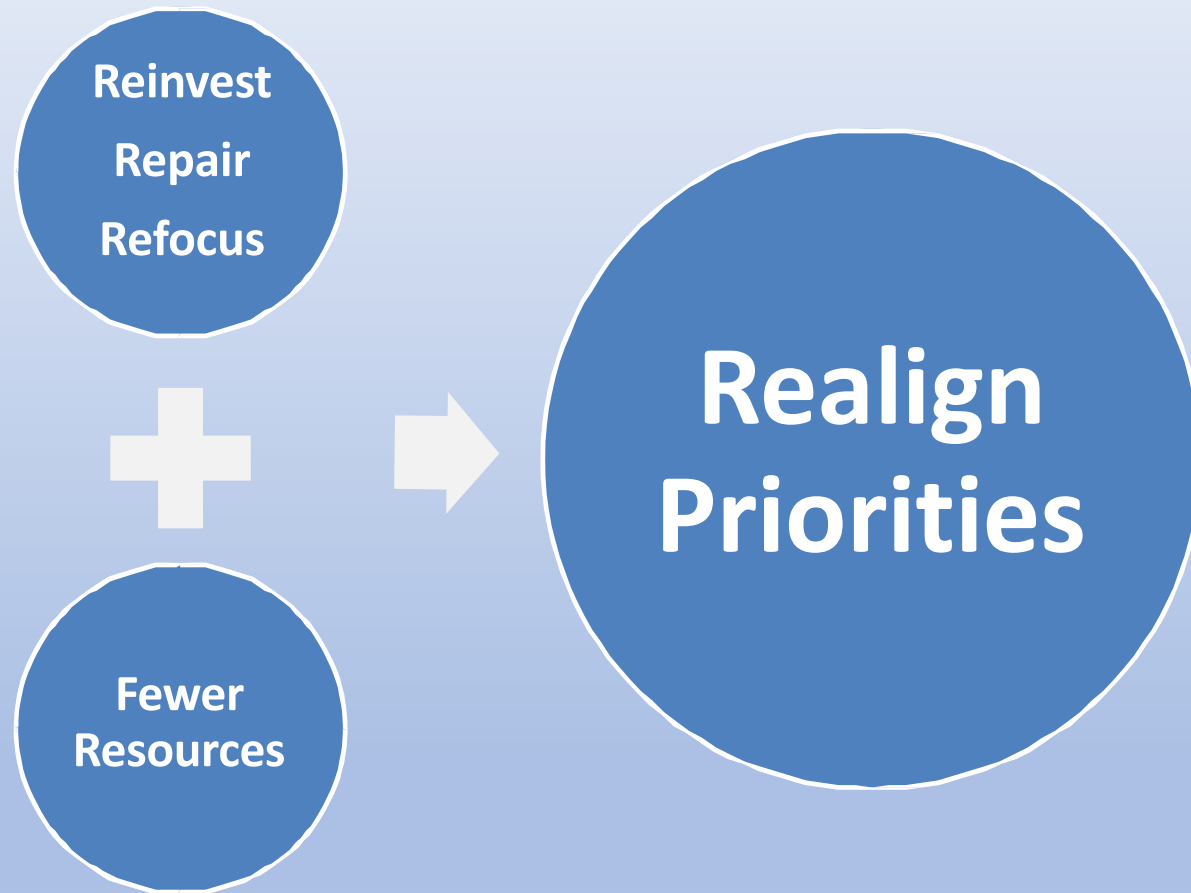 Reinvest
Repair
Refocus
Fewer
Resources
Realign
Priorities